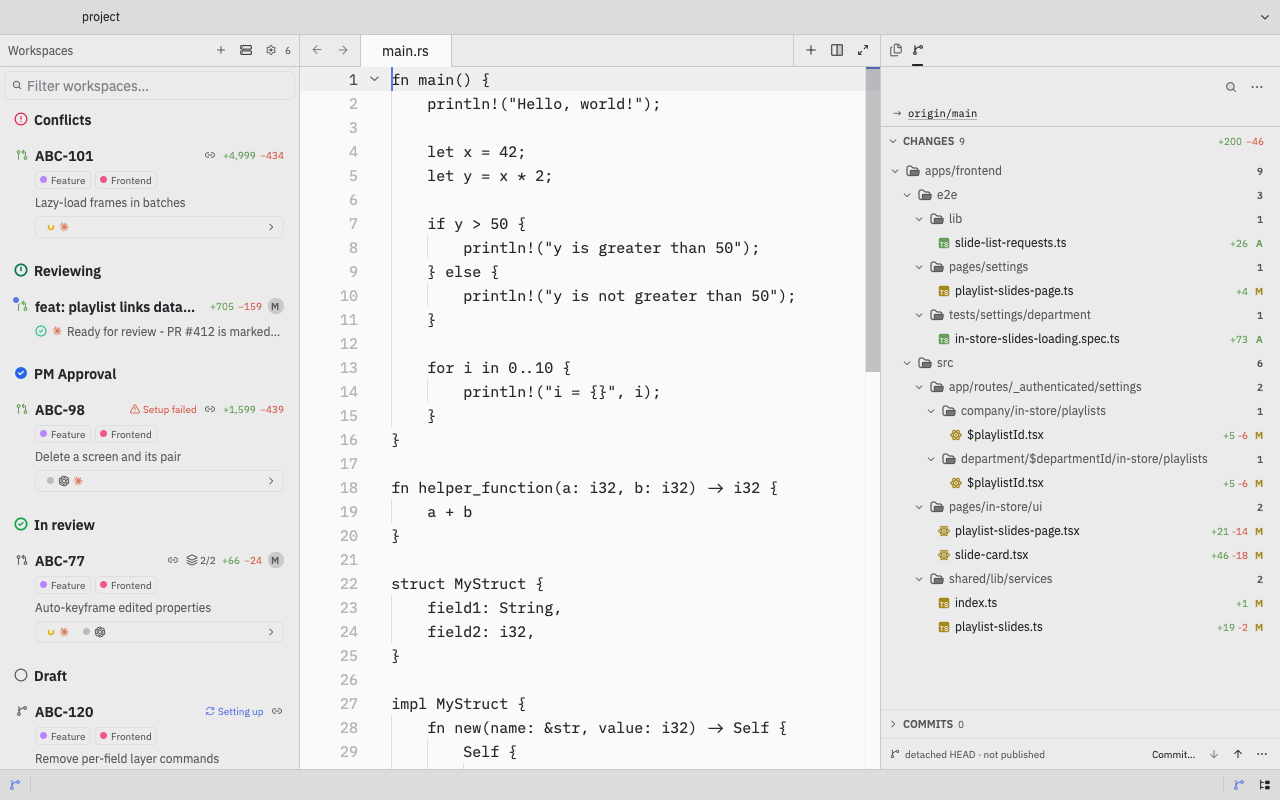 project
Workspaces
6
Filter workspaces...
Conflicts
ABC-101
+4,999 −434
Feature
Frontend
Lazy-load frames in batches
Reviewing
feat: playlist links data...
+705 −159
M
Ready for review - PR #412 is marked...
PM Approval
ABC-98
Setup failed
+1,599 −439
Feature
Frontend
Delete a screen and its pair
In review
ABC-77
2/2
+66 −24
M
Feature
Frontend
Auto-keyframe edited properties
Draft
ABC-120
Setting up
Feature
Frontend
Remove per-field layer commands
main.rs
1 fn main() {
2     println!("Hello, world!");
3
4     let x = 42;
5     let y = x * 2;
6
7     if y > 50 {
8         println!("y is greater than 50");
9     } else {
10         println!("y is not greater than 50");
11     }
12
13     for i in 0..10 {
14         println!("i = {}", i);
15     }
16 }
17
18 fn helper_function(a: i32, b: i32) -> i32 {
19     a + b
20 }
21
22 struct MyStruct {
23     field1: String,
24     field2: i32,
25 }
26
27 impl MyStruct {
28     fn new(name: &str, value: i32) -> Self {
29         Self {
→ origin/main
CHANGES 9 +200 −46
apps/frontend 9
e2e 3
lib 1
TS slide-list-requests.ts +26 A
pages/settings 1
TS playlist-slides-page.ts +4 M
tests/settings/department 1
TS in-store-slides-loading.spec.ts +73 A
src 6
app/routes/_authenticated/settings 2
company/in-store/playlists 1
$playlistId.tsx +5 -6 M
department/$departmentId/in-store/playlists 1
$playlistId.tsx +5 -6 M
pages/in-store/ui 2
playlist-slides-page.tsx +21 -14 M
slide-card.tsx +46 -18 M
shared/lib/services 2
TS index.ts +1 M
TS playlist-slides.ts +19 -2 M
COMMITS 0
detached HEAD · not published
Commit...